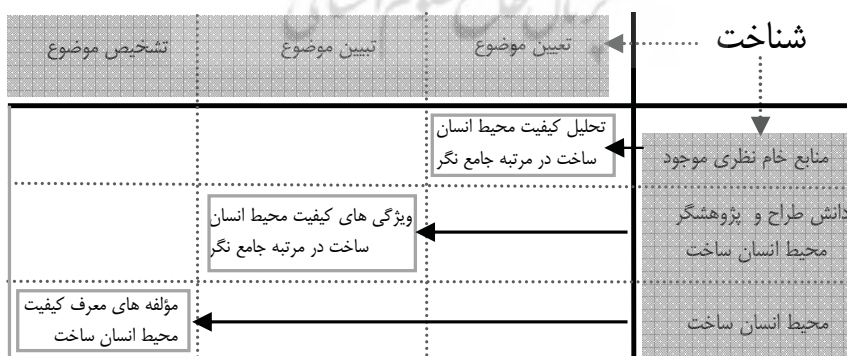 شناخت
تعیین موضوع
تبیین موضوع
تشخیص موضوع
منابع خام نظری موجود
تحلیل کیفیت محیط انسان
ساخت در مرتبه جامع نگر
دانش طراح و پژوهشگر
محیط انسان ساخت
ویژگی های کیفیت محیط انسان
ساخت در مرتبه جامع نگر
محیط انسان ساخت
مؤلفه های معرف کیفیت
محیط انسان ساخت